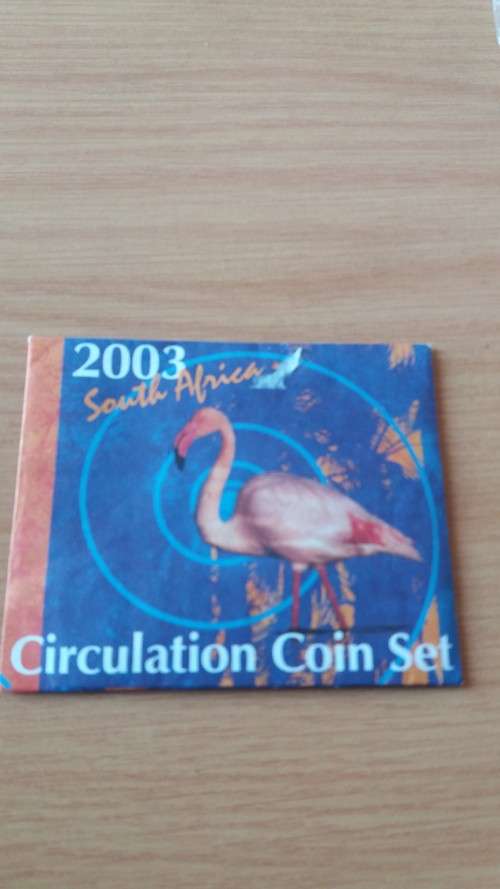 2003
South Africa
Circulation Coin Set